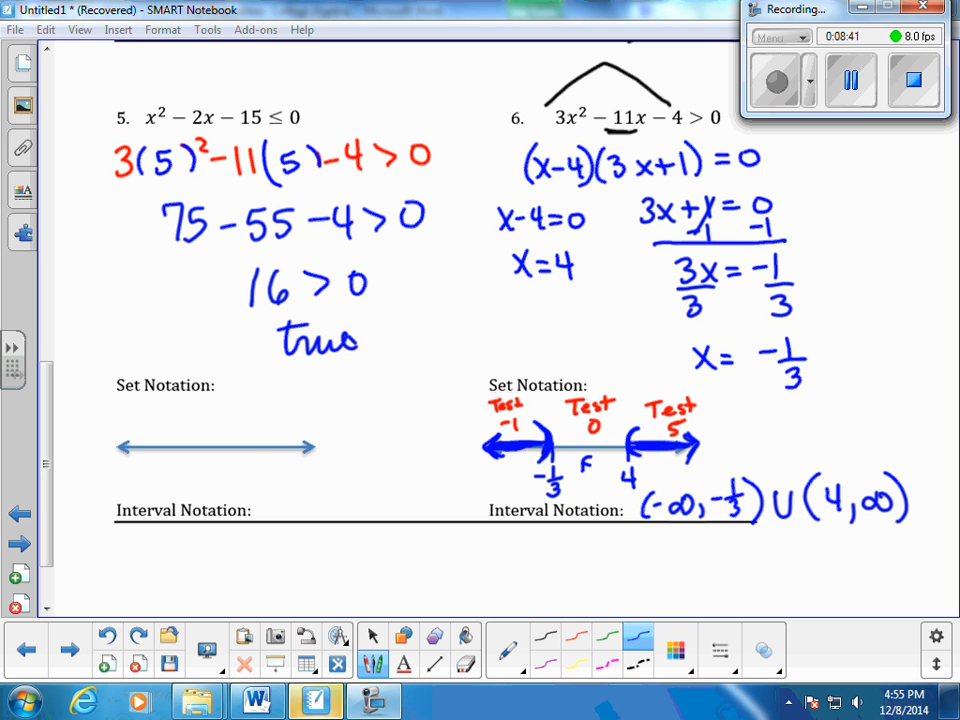 Untitled1 * (Recovered) - SMART Notebook
File Edit View Insert Format Tools Add-ons Help
Recording...
Menu 0:08:41 8.0 fps
5. x² − 2x − 15 ≤ 0
3(5)² - 11(5) - 4 > 0
75 - 55 - 4 > 0
16 > 0
true
Set Notation:
Interval Notation:
6. 3x² − 11x − 4 > 0
(x-4)(3x+1) = 0
x-4=0
x=4
3x+1=0
-1 -1
3x = -1
3 3
x = -1/3
Set Notation:
Test Test Test
-1 0 5
-1/3 F 4
Interval Notation: (-∞, -1/3) ∪ (4, ∞)
A
W
4:55 PM
12/8/2014